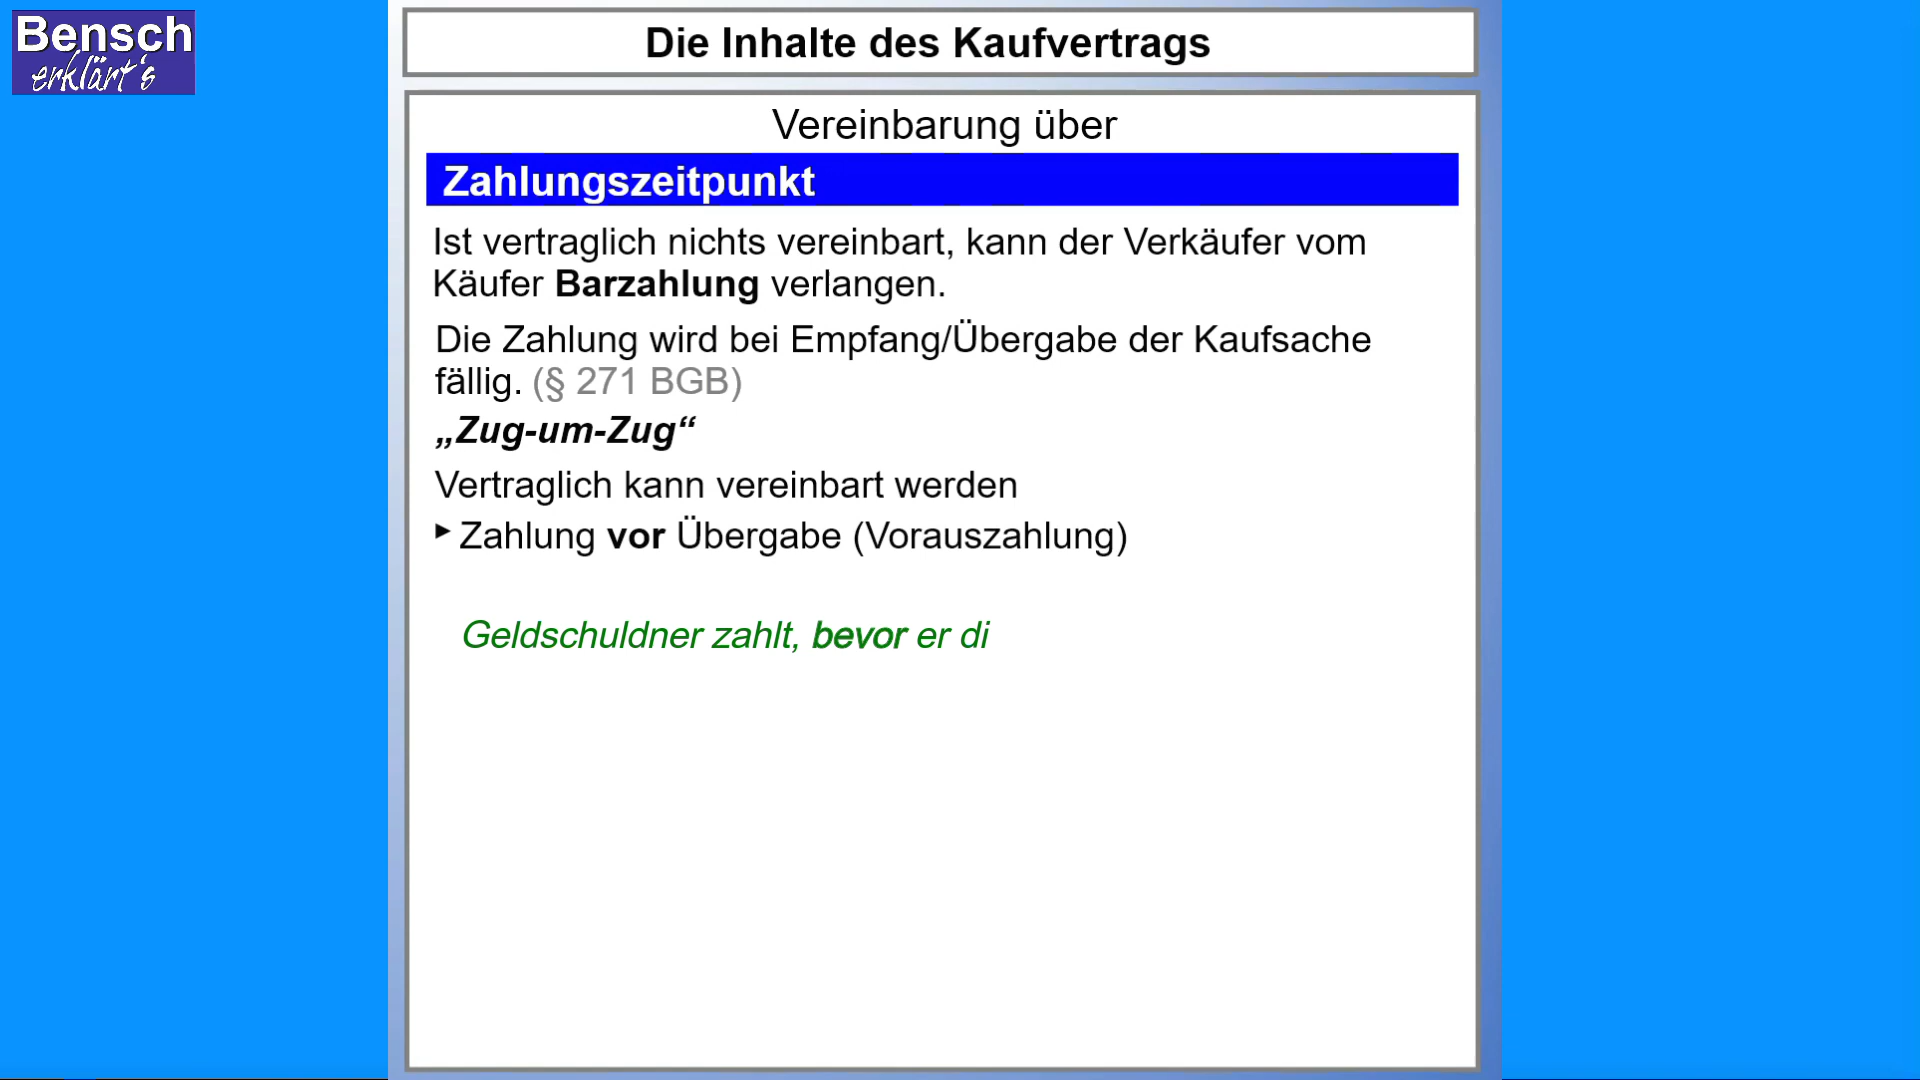 Bensch
erklärt's
Die Inhalte des Kaufvertrags
Vereinbarung über
Zahlungszeitpunkt
Ist vertraglich nichts vereinbart, kann der Verkäufer vom
Käufer Barzahlung verlangen.
Die Zahlung wird bei Empfang/Übergabe der Kaufsache
fällig. (§ 271 BGB)
„Zug-um-Zug“
Vertraglich kann vereinbart werden
► Zahlung vor Übergabe (Vorauszahlung)
Geldschuldner zahlt, bevor er di